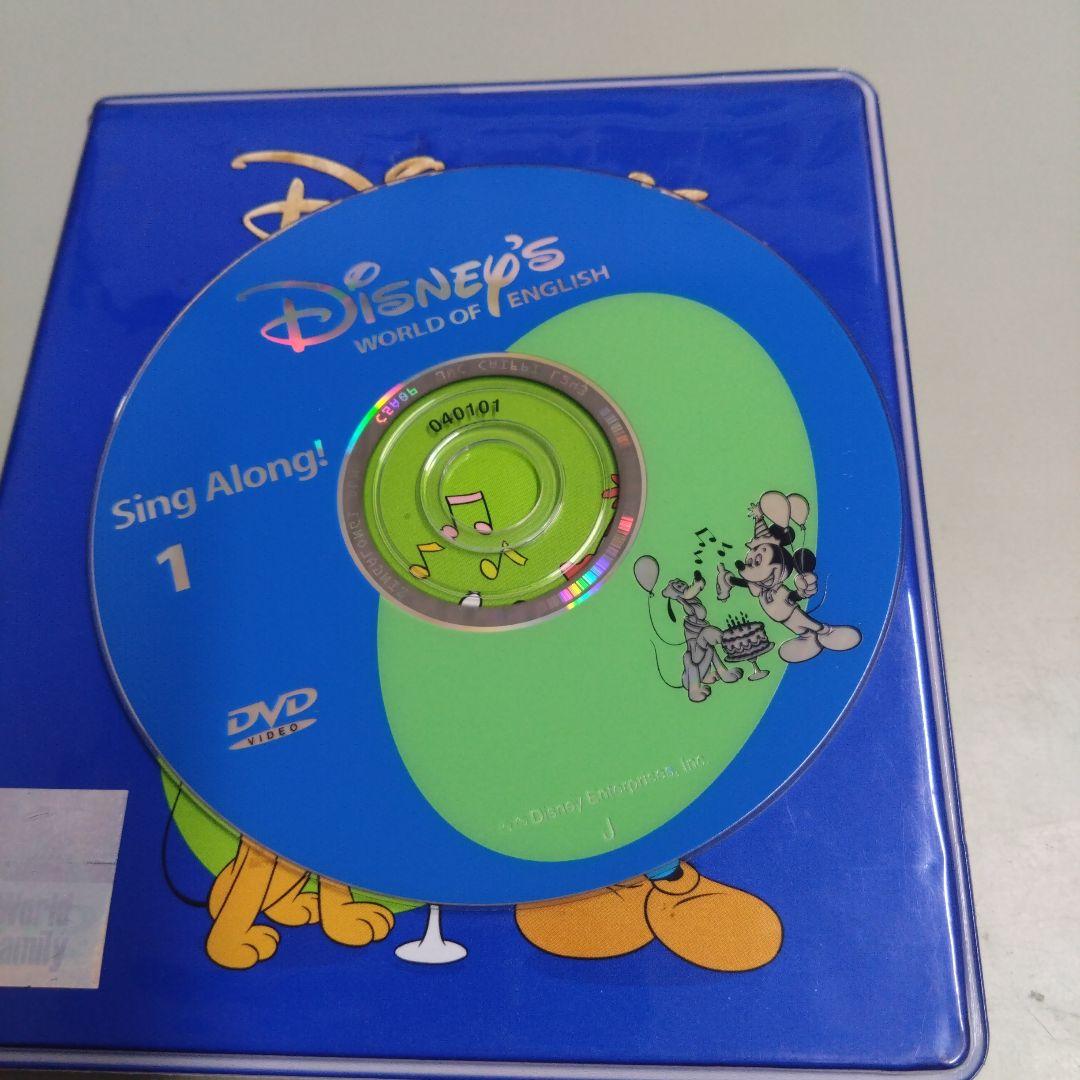 Disney's
WORLD OF ENGLISH
040101
Sing Along!
1
DVD
VIDEO
Disney Enterprises, Inc.
J
World
Family